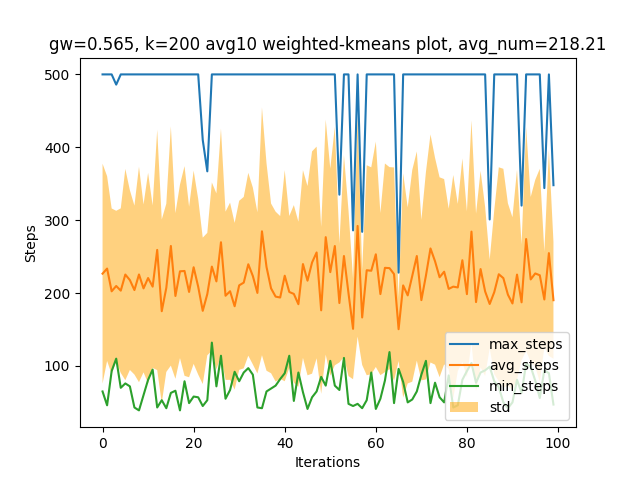 gw=0.565, k=200 avg10 weighted-kmeans plot, avg_num=218.21
500
400
300
200
100
Steps
max_steps
avg_steps
min_steps
std
0 20 40 60 80 100
Iterations